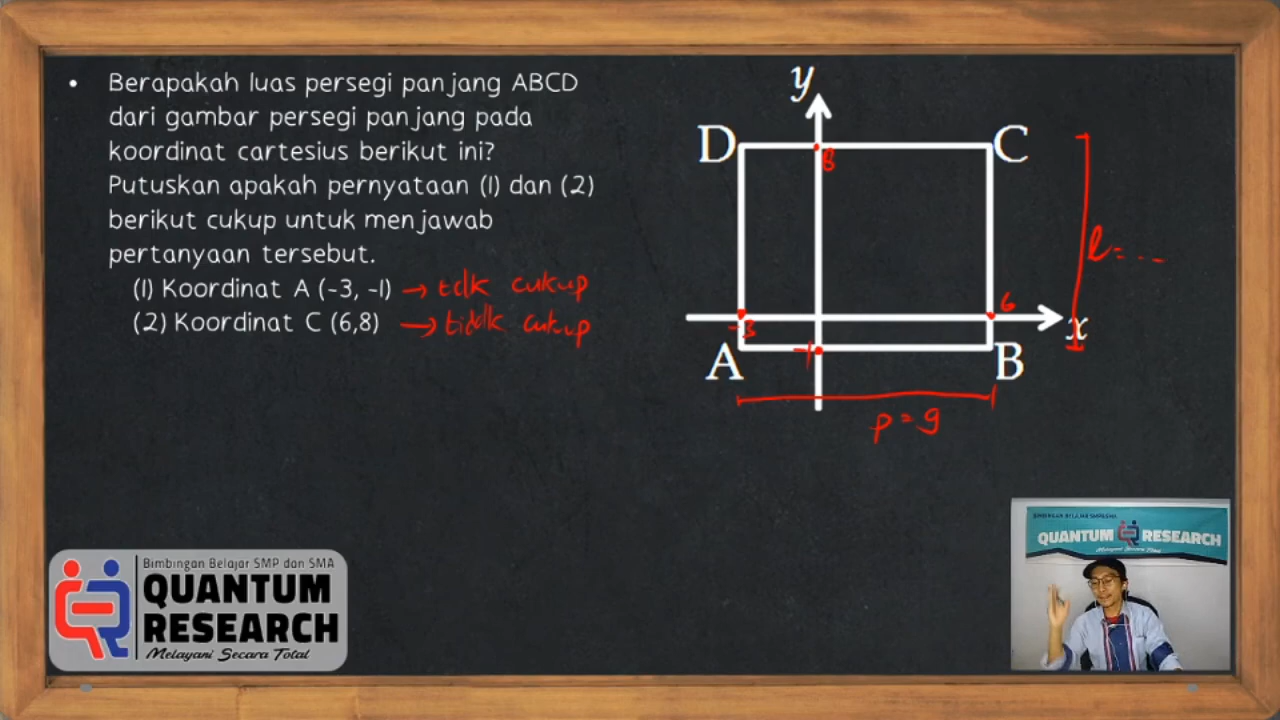 • Berapakah luas persegi panjang ABCD
dari gambar persegi panjang pada
koordinat cartesius berikut ini?
Putuskan apakah pernyataan (1) dan (2)
berikut cukup untuk menjawab
pertanyaan tersebut.
(1) Koordinat A (-3, -1) → tdk cukup
(2) Koordinat C (6,8) → tidak cukup
y
D
C
8
l = ...
6
-3
x
A
-1
B
p = 9
Bimbingan Belajar SMP dan SMA
QUANTUM
RESEARCH
Melayani Secara Total
QUANTUM RESEARCH
Melayani Secara Total